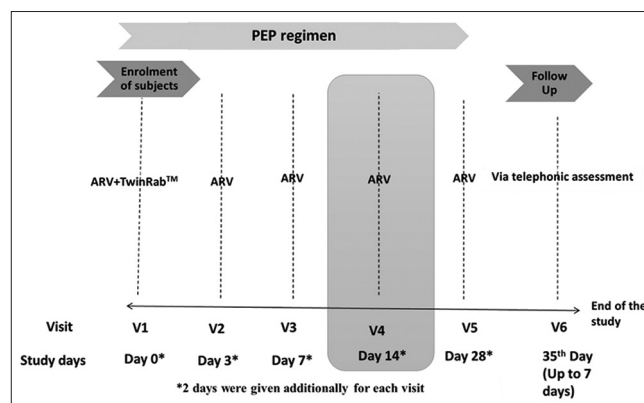 PEP regimen
Enrolment
of subjects
Follow
Up
ARV+TwinRab™ ARV ARV ARV ARV Via telephonic assessment
End of the
study
Visit V1 V2 V3 V4 V5 V6
Study days Day 0* Day 3* Day 7* Day 14* Day 28* 35th Day
(Up to 7
days)
*2 days were given additionally for each visit